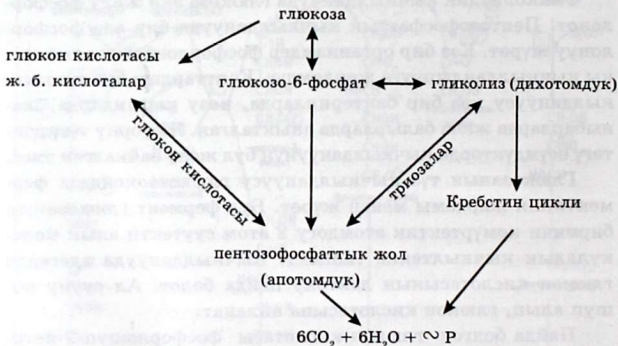 глюкоза
глюкон кислотасы
ж. б. кислоталар
глюкозо-6-фосфат
гликолиз (дихотомдук)
глюкон кислотасы
триозалар
Кребстин цикли
пентозофосфаттык жол
(апотомдук)
6CO₂ + 6H₂O + ~ P